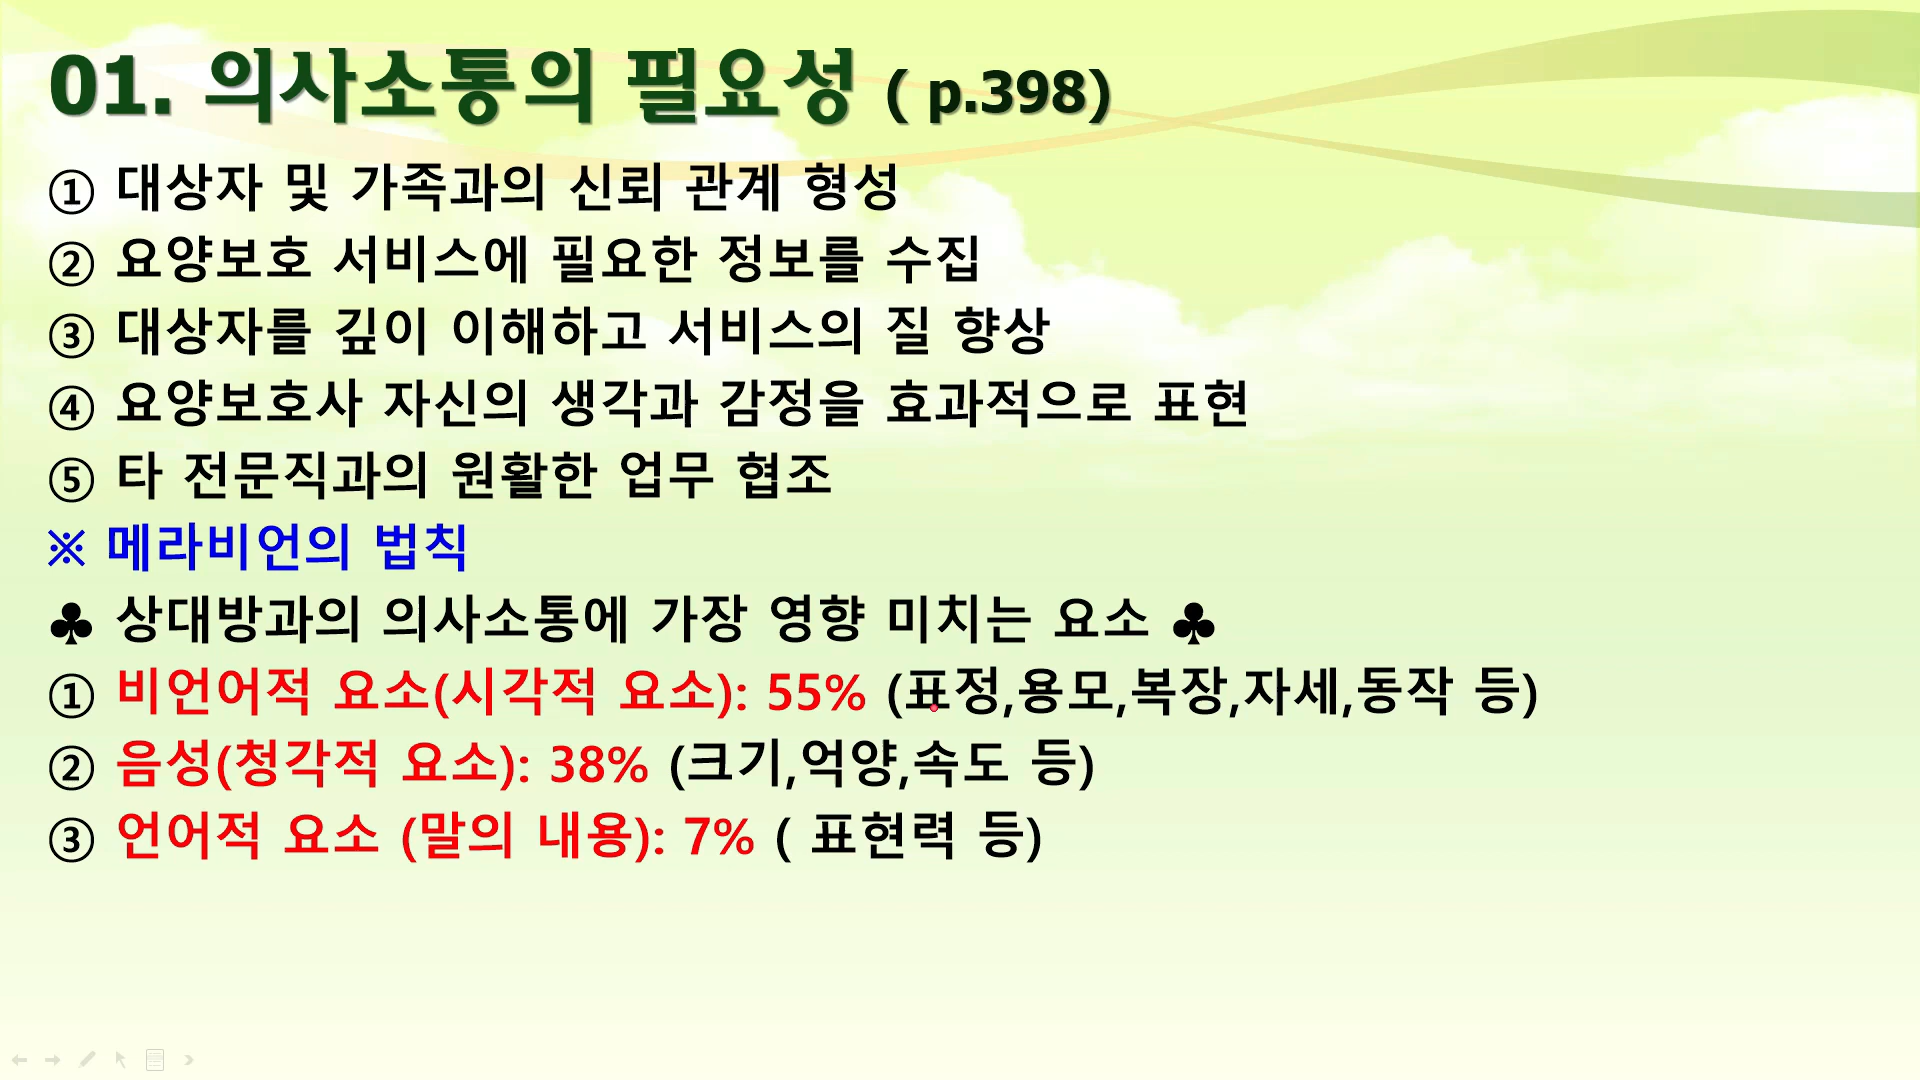 01. 의사소통의 필요성 ( p.398)
① 대상자 및 가족과의 신뢰 관계 형성
② 요양보호 서비스에 필요한 정보를 수집
③ 대상자를 깊이 이해하고 서비스의 질 향상
④ 요양보호사 자신의 생각과 감정을 효과적으로 표현
⑤ 타 전문직과의 원활한 업무 협조
※ 메라비언의 법칙
♣ 상대방과의 의사소통에 가장 영향 미치는 요소 ♣
① 비언어적 요소(시각적 요소): 55% (표정,용모,복장,자세,동작 등)
② 음성(청각적 요소): 38% (크기,억양,속도 등)
③ 언어적 요소 (말의 내용): 7% ( 표현력 등)